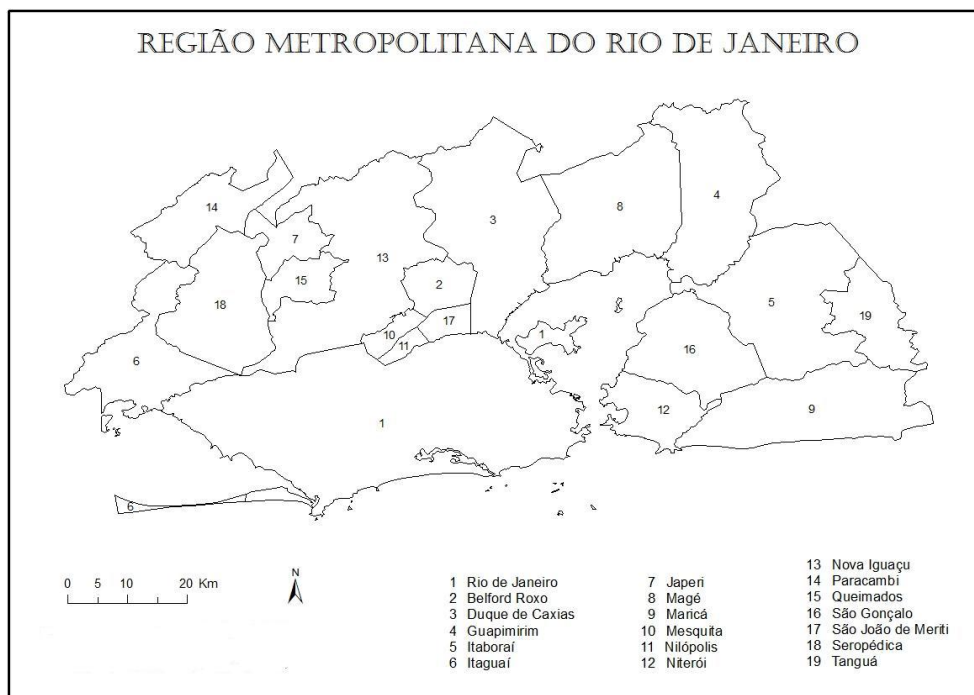 REGIÃO METROPOLITANA DO RIO DE JANEIRO
4
14
8
3
7
13
15
2
18
5
17
19
1
10
11
16
6
12
9
1
6
N
0 5 10 20 Km
1 Rio de Janeiro
2 Belford Roxo
3 Duque de Caxias
4 Guapimirim
5 Itaboraí
6 Itaguaí
7 Japeri
8 Magé
9 Maricá
10 Mesquita
11 Nilópolis
12 Niterói
13 Nova Iguaçu
14 Paracambi
15 Queimados
16 São Gonçalo
17 São João de Meriti
18 Seropédica
19 Tanguá